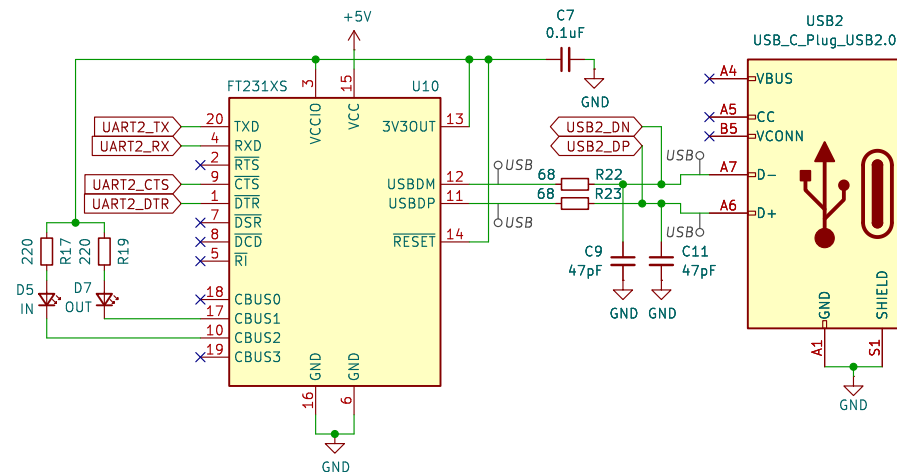 +5V
C7
0.1uF
GND
FT231XS
U10
3
VCCIO
15
VCC
UART2_TX
20
TXD
UART2_RX
4
RXD
2
RTS
UART2_CTS
9
CTS
UART2_DTR
1
DTR
7
DSR
8
DCD
5
RI
18
CBUS0
17
CBUS1
10
CBUS2
19
CBUS3
3V3OUT
13
USBDM
12
USBDP
11
RESET
14
GND
16
GND
6
GND
220
R17
220
R19
D5
IN
D7
OUT
USB2_DN
USB2_DP
USB
USB
68
R22
68
R23
USB
USB
C9
47pF
GND
C11
47pF
GND
USB2
USB_C_Plug_USB2.0
A4
VBUS
A5
CC
B5
VCONN
A7
D-
A6
D+
GND
A1
SHIELD
S1
GND